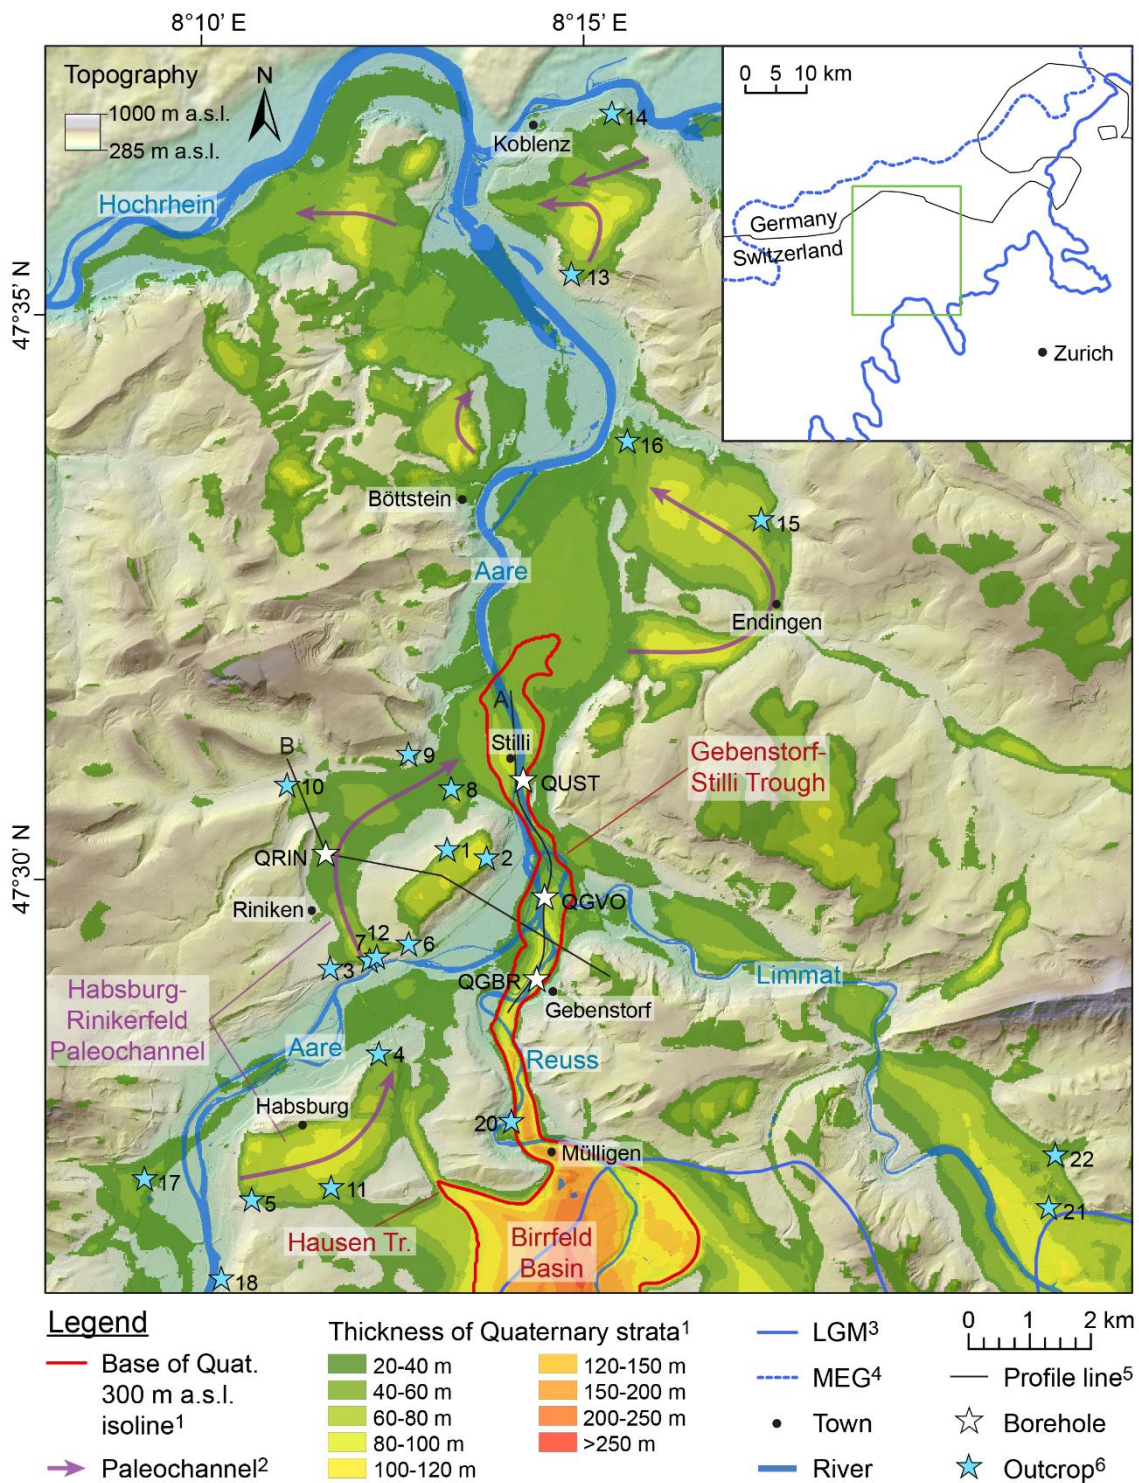 8°10’ E
8°15’ E
Topography
1000 m a.s.l.
285 m a.s.l.
N
0 5 10 km
Germany
Switzerland
Zurich
14
Koblenz
Hochrhein
13
47°35’ N
16
Böttstein
15
Aare
Endingen
A
Stilli
B
9
10
8
QUST
Gebenstorf-
Stilli Trough
1
2
QRIN
47°30’ N
Riniken
QGVO
12
7
6
3
QGBR
Gebenstorf
Limmat
Habsburg-
Rinikerfeld
Paleochannel
Aare
4
Reuss
Habsburg
20
Mülligen
22
17
5
11
21
Hausen Tr.
Birrfeld
Basin
18
Legend
Base of Quat.
300 m a.s.l.
isoline¹
Paleochannel²
Thickness of Quaternary strata¹
20-40 m
40-60 m
60-80 m
80-100 m
100-120 m
120-150 m
150-200 m
200-250 m
>250 m
LGM³
MEG⁴
Town
River
0 1 2 km
Profile line⁵
Borehole
Outcrop⁶